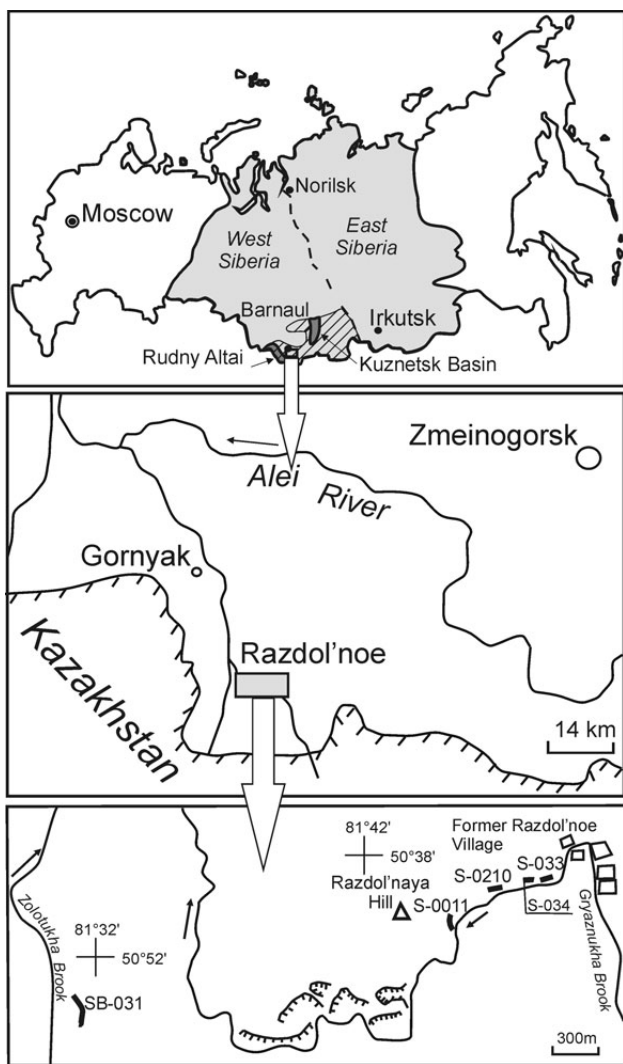 Norilsk
Moscow
West
Siberia
East
Siberia
Barnaul
Irkutsk
Rudny Altai
Kuznetsk Basin
Zmeinogorsk
Alei
River
Gornyak
Kazakhstan
Razdol'noe
14 km
81°42'
50°38'
Former Razdol'noe
Village
Razdol'naya
Hill
S-0011
S-0210
S-033
S-034
Gryaznukha Brook
Zolotukha Brook
81°32'
50°52'
SB-031
300m